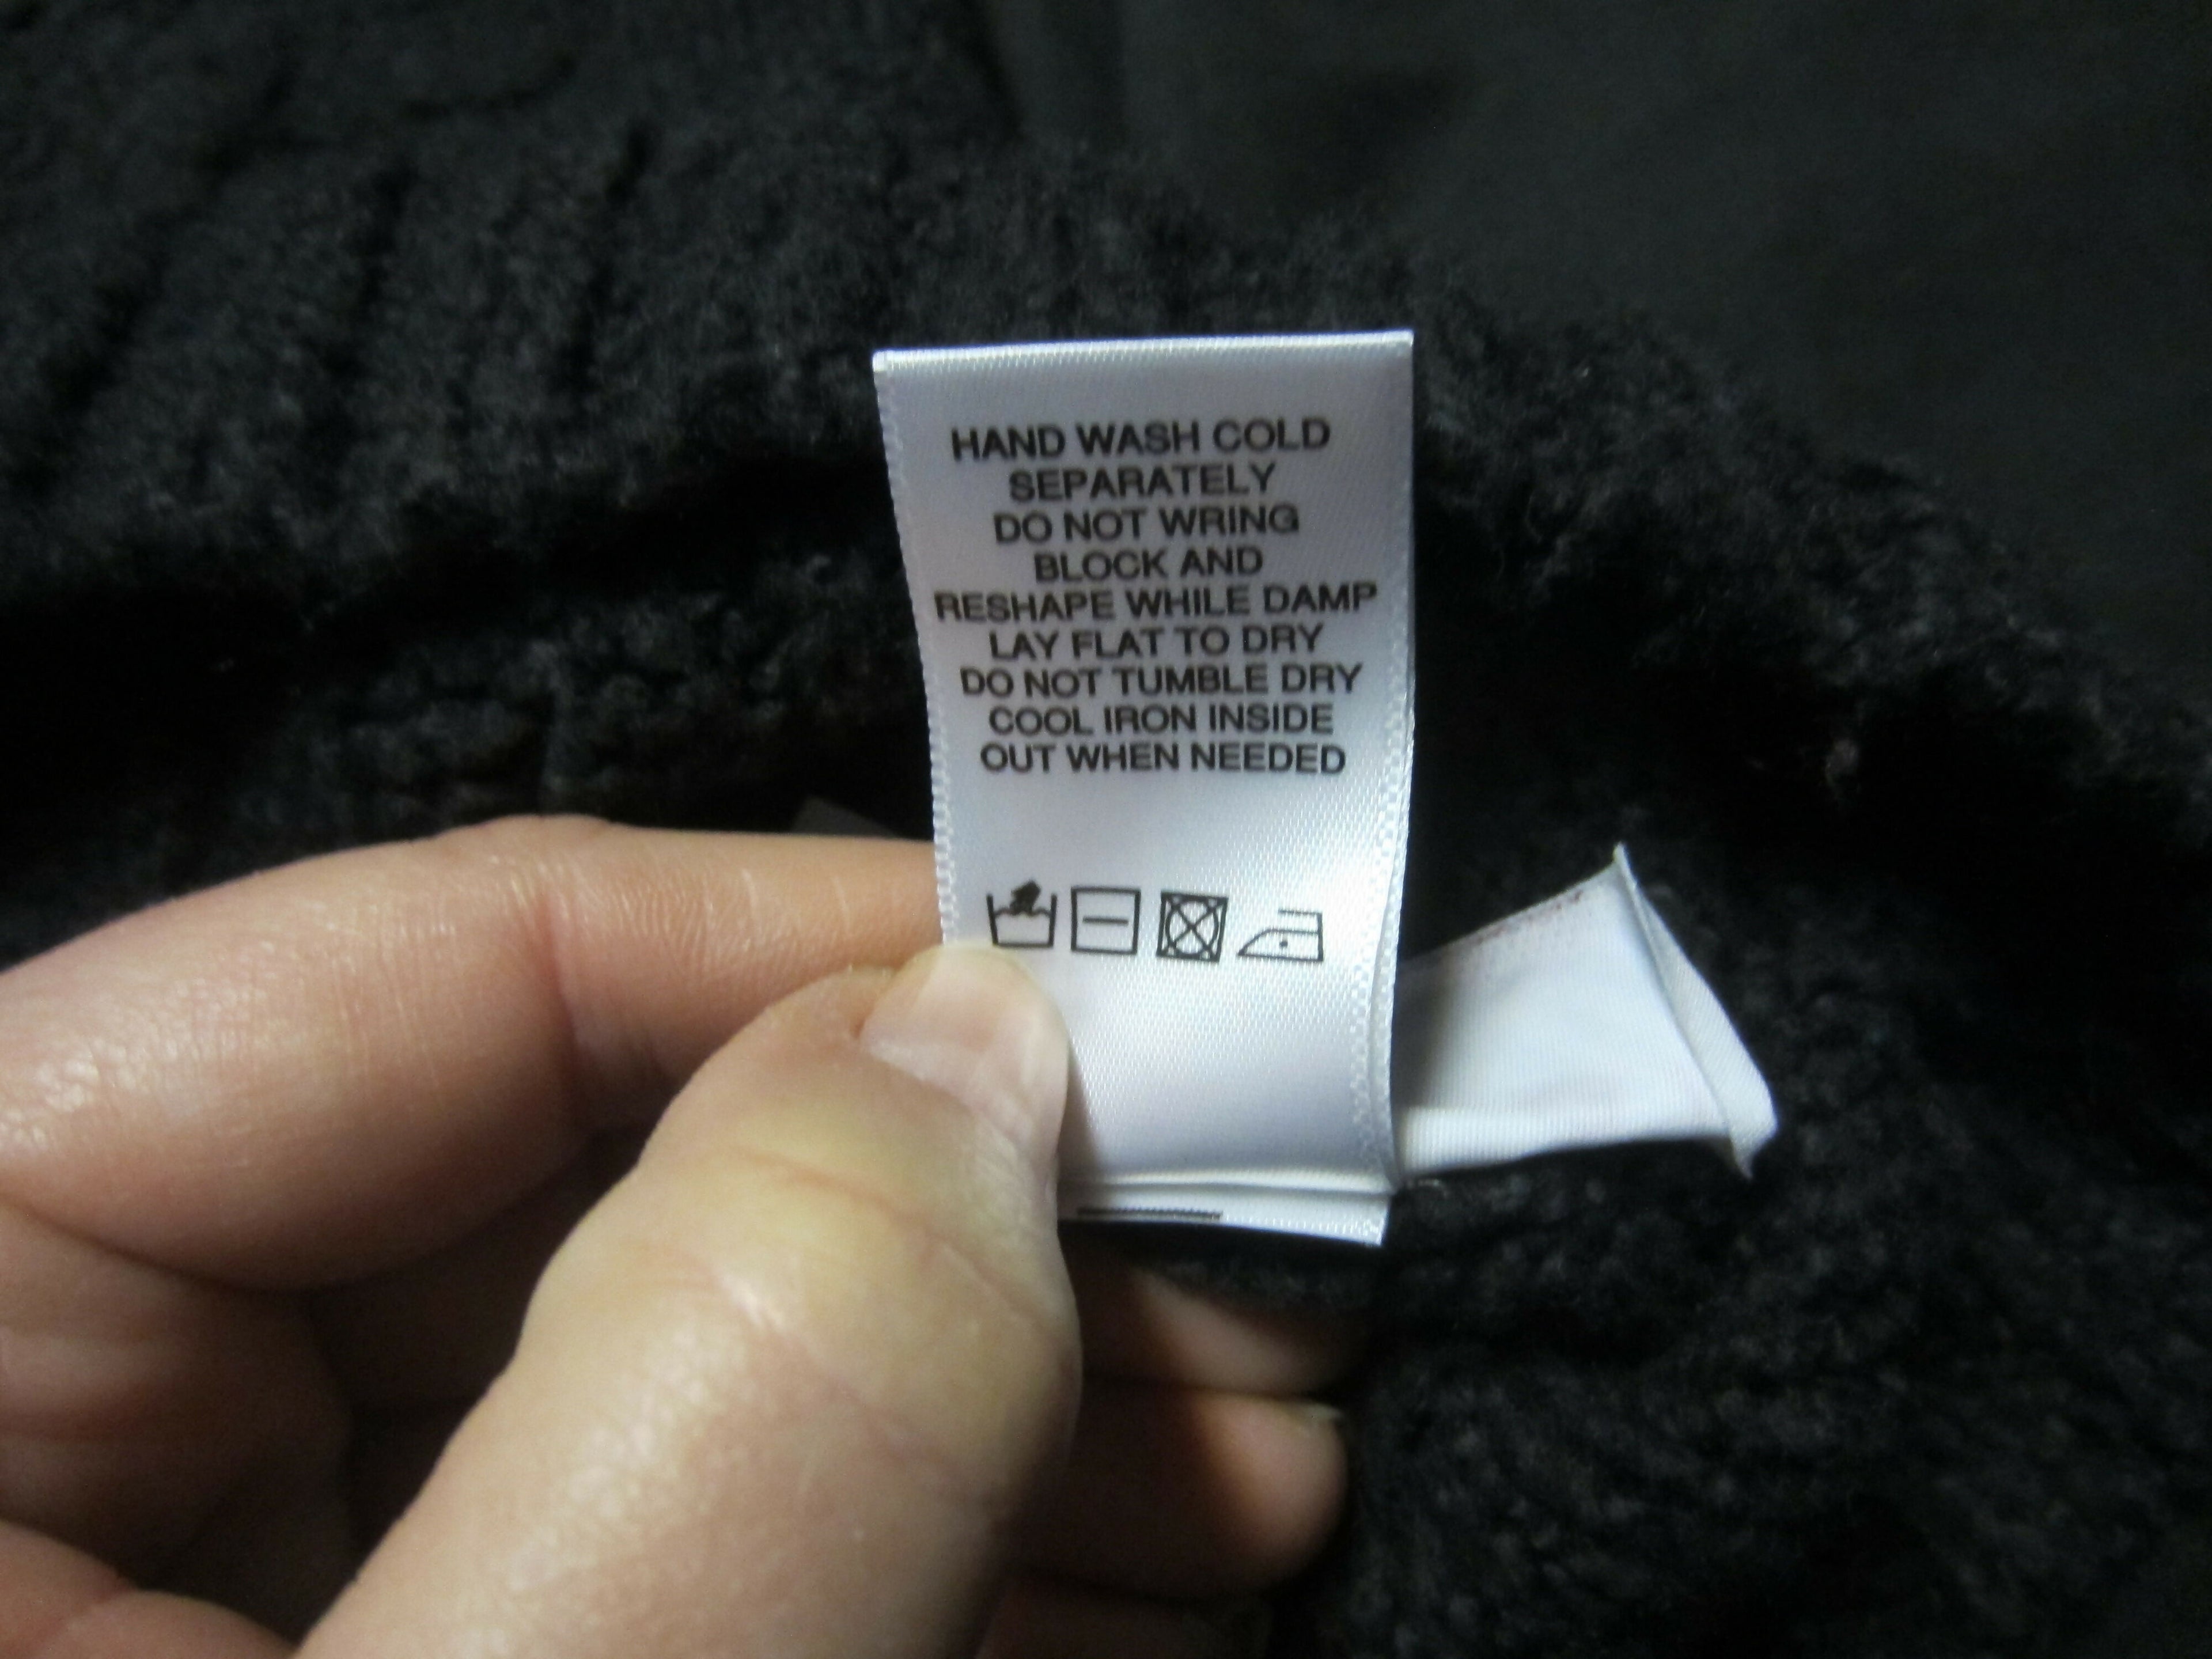 HAND WASH COLD
SEPARATELY
DO NOT WRING
BLOCK AND
RESHAPE WHILE DAMP
LAY FLAT TO DRY
DO NOT TUMBLE DRY
COOL IRON INSIDE
OUT WHEN NEEDED